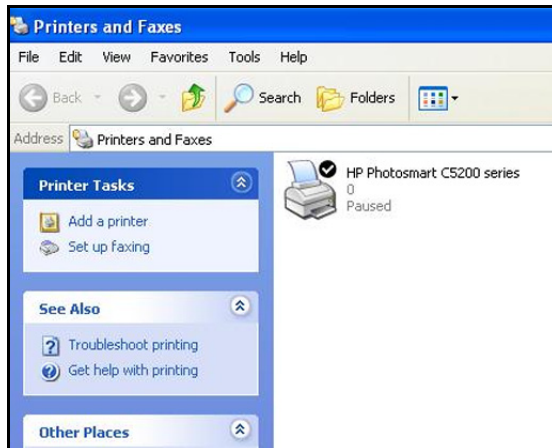 Printers and Faxes
File Edit View Favorites Tools Help
Back Search Folders
Address Printers and Faxes
Printer Tasks
Add a printer
Set up faxing
See Also
Troubleshoot printing
Get help with printing
Other Places
HP Photosmart C5200 series
0
Paused